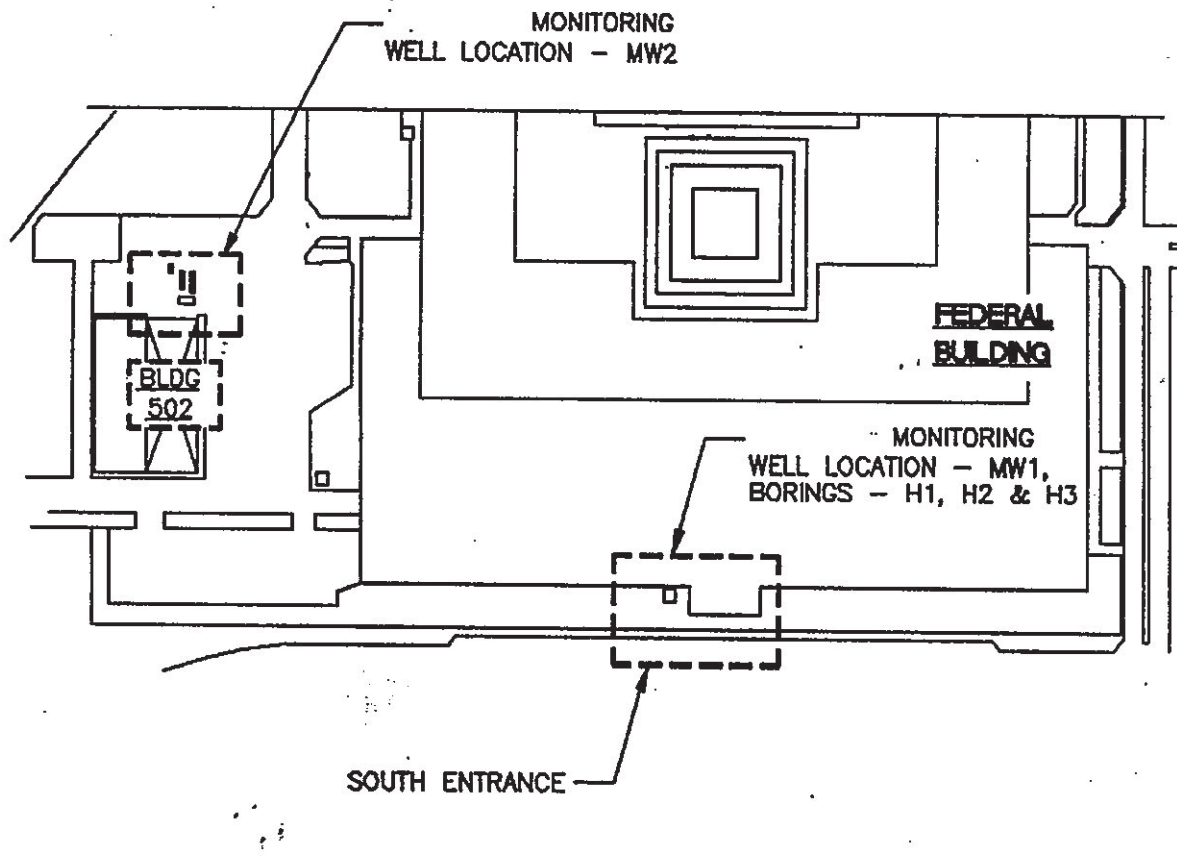 MONITORING
WELL LOCATION - MW2
FEDERAL
BUILDING
BLDG
502
MONITORING
WELL LOCATION - MW1,
BORINGS - H1, H2 & H3
SOUTH ENTRANCE